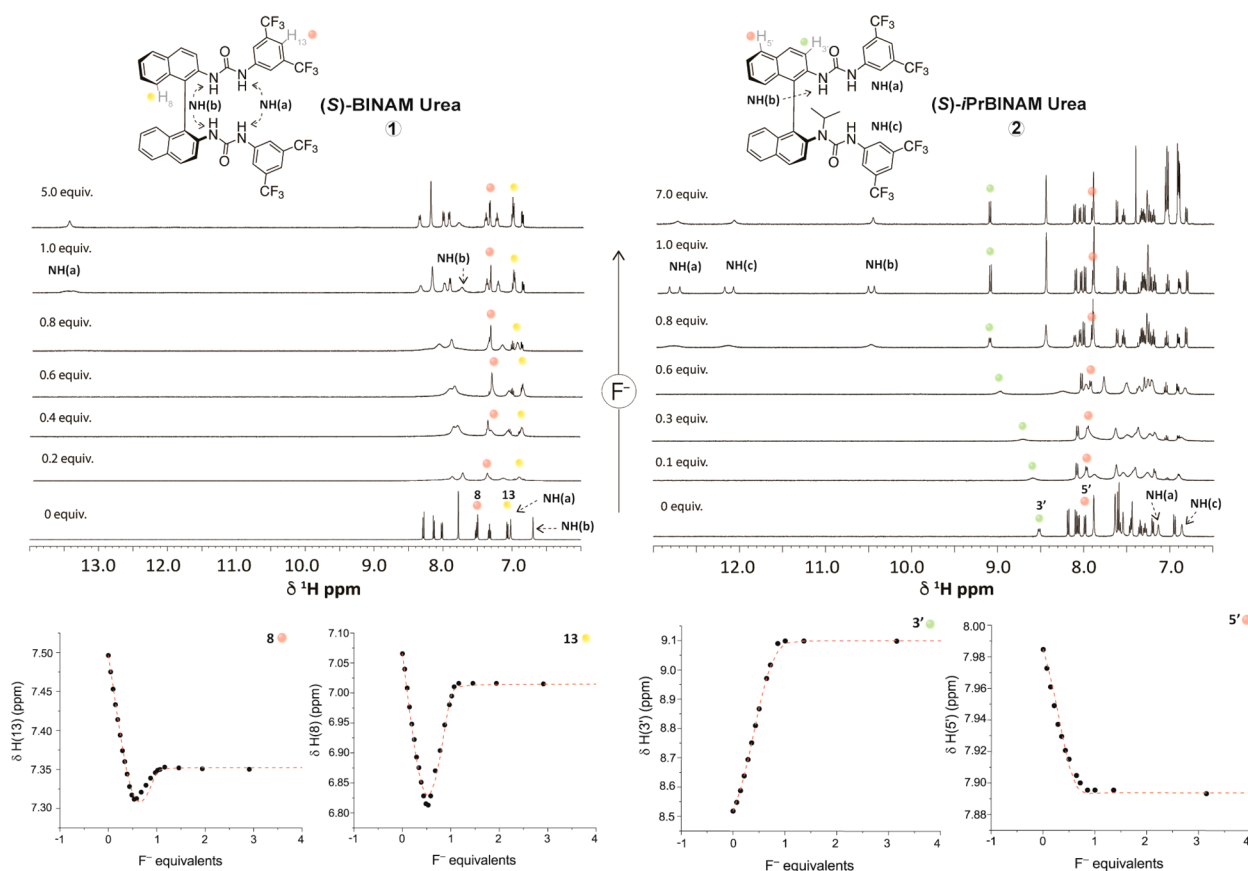 CF₃
H₁₃
O
CF₃
N
H
N
H
H₈
NH(b)
NH(a)
H
N
H
N
O
CF₃
CF₃
(S)-BINAM Urea
1
H₅'
H₃'
CF₃
O
CF₃
N
H
N
H
NH(a)
NH(b)
H
N
N
NH(c)
O
CF₃
CF₃
(S)-iPrBINAM Urea
2
5.0 equiv.
1.0 equiv.
NH(a)
NH(b)
0.8 equiv.
0.6 equiv.
0.4 equiv.
0.2 equiv.
0 equiv.
8
13
NH(a)
NH(b)
13.0
12.0
11.0
10.0
9.0
8.0
7.0
δ ¹H ppm
F⁻
7.0 equiv.
1.0 equiv.
NH(a)
NH(c)
NH(b)
0.8 equiv.
0.6 equiv.
0.3 equiv.
0.1 equiv.
0 equiv.
3'
5'
NH(a)
NH(c)
12.0
11.0
10.0
9.0
8.0
7.0
δ ¹H ppm
8
δ H(13) (ppm)
7.50
7.45
7.40
7.35
7.30
-1
0
1
2
3
4
F⁻ equivalents
13
δ H(8) (ppm)
7.10
7.05
7.00
6.95
6.90
6.85
6.80
-1
0
1
2
3
4
F⁻ equivalents
3'
δ H(3') (ppm)
9.1
9.0
8.9
8.8
8.7
8.6
8.5
-1
0
1
2
3
4
F⁻ equivalents
5'
δ H(5') (ppm)
8.00
7.98
7.96
7.94
7.92
7.90
7.88
-1
0
1
2
3
4
F⁻ equivalents